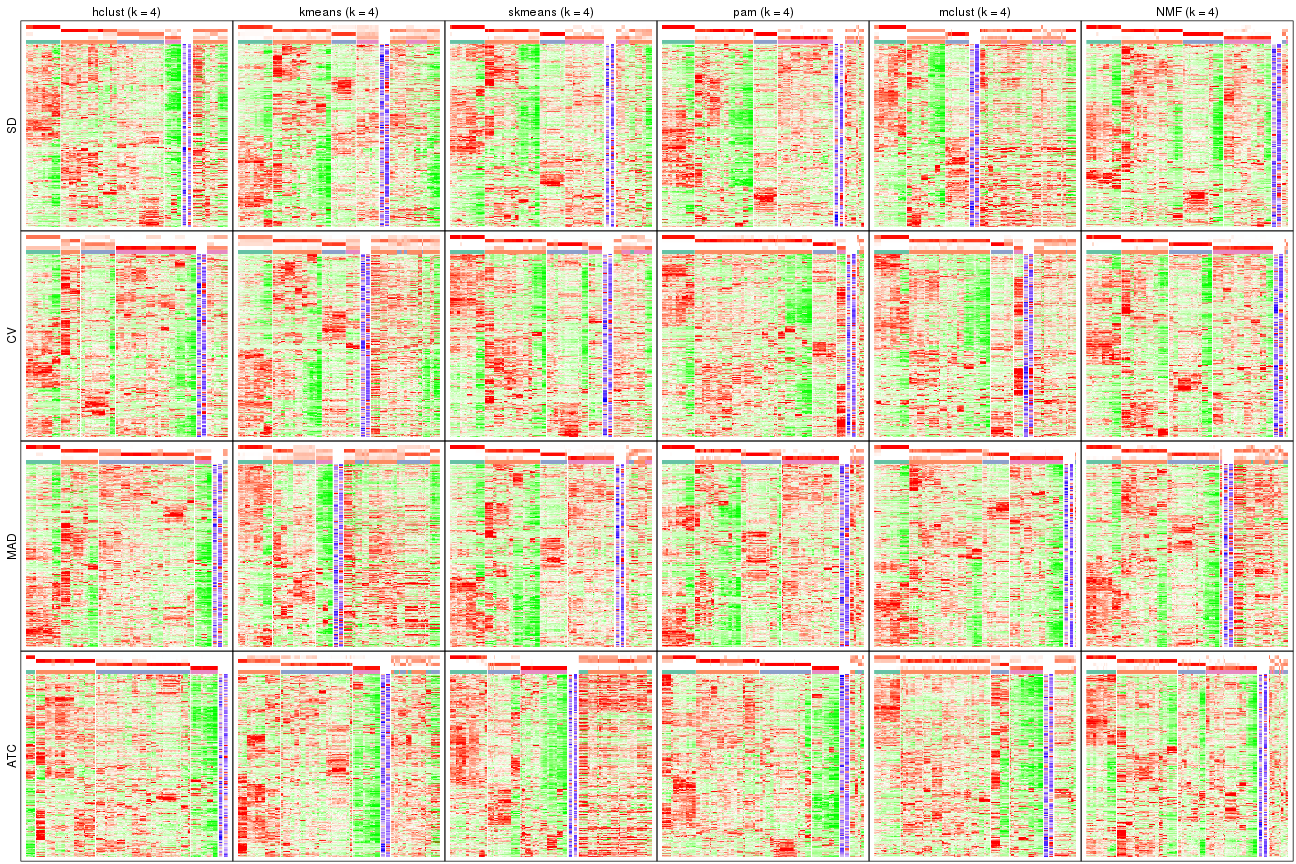 hclust (k = 4) kmeans (k = 4) skmeans (k = 4) pam (k = 4) mclust (k = 4) NMF (k = 4)
SD
CV
MAD
ATC